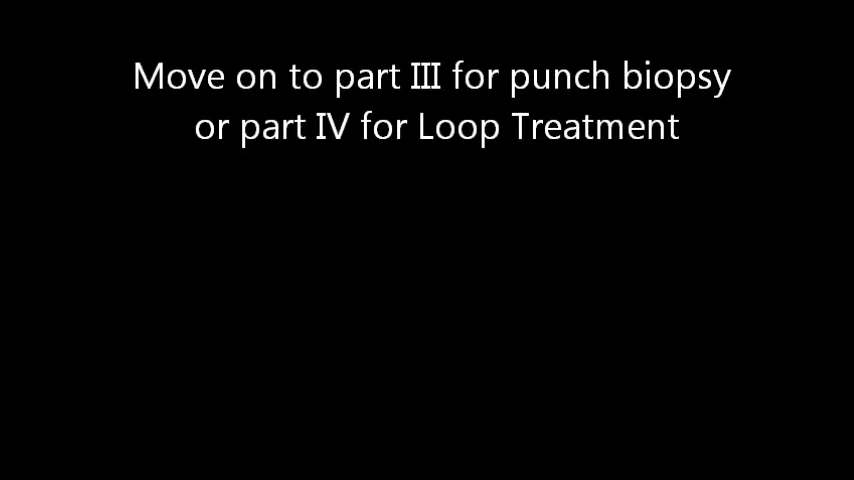 Move on to part III for punch biopsy
or part IV for Loop Treatment